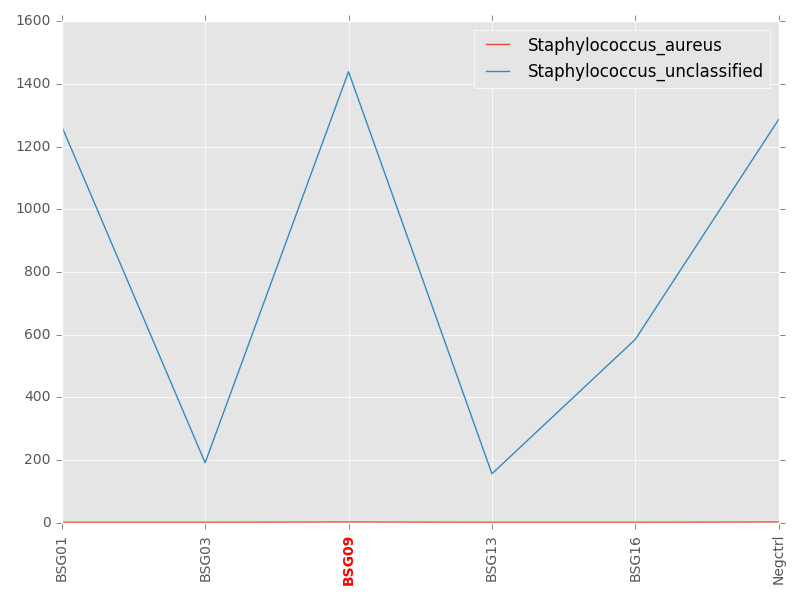 1600
1400
1200
1000
800
600
400
200
0
Staphylococcus_aureus
Staphylococcus_unclassified
BSG01
BSG03
BSG09
BSG13
BSG16
Negctrl